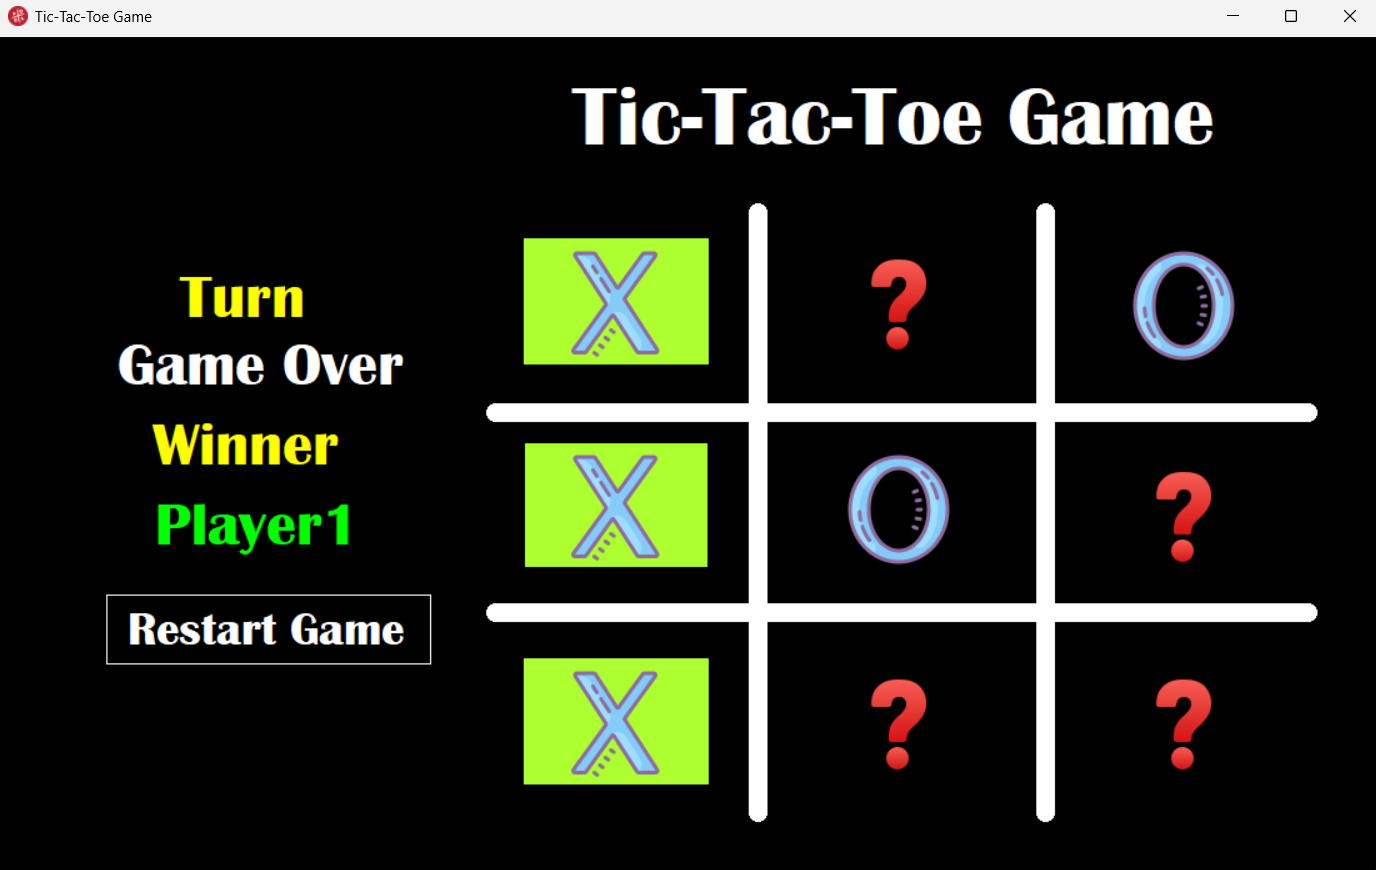 Tic-Tac-Toe Game
Tic-Tac-Toe Game
Turn
Game Over
Winner
Player1
Restart Game
X ? O
X O ?
X ? ?